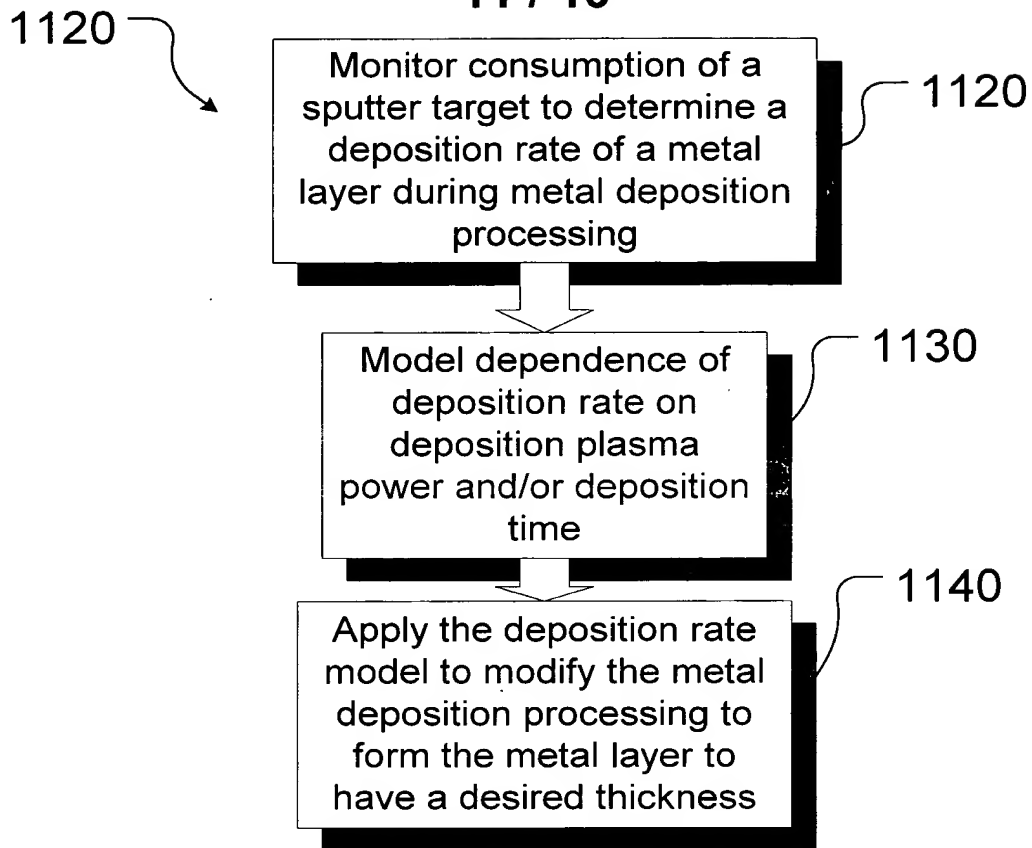 1120
Monitor consumption of a
sputter target to determine a
deposition rate of a metal
layer during metal deposition
processing
1120
Model dependence of
deposition rate on
deposition plasma
power and/or deposition
time
1130
Apply the deposition rate
model to modify the metal
deposition processing to
form the metal layer to
have a desired thickness
1140